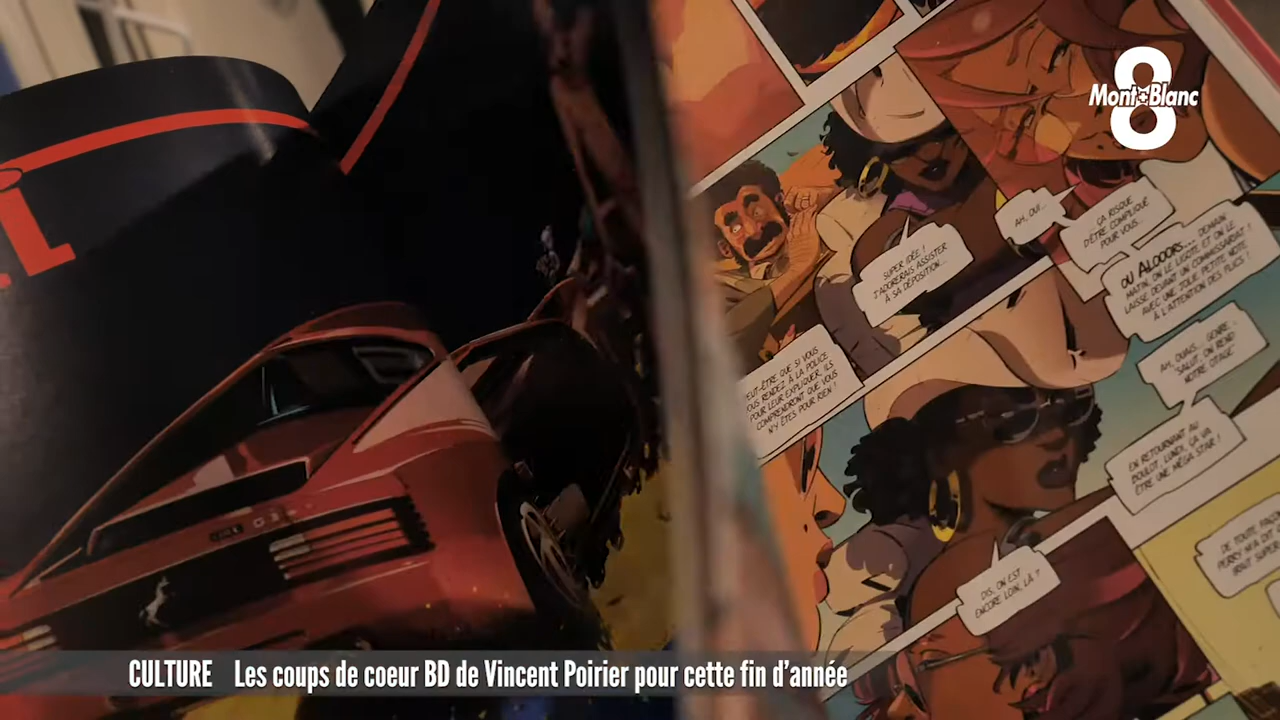 8
Mont Blanc
AH, OUI...
ÇA RISQUE
D'ÊTRE COMPLIQUÉ
POUR VOUS...
SUPER IDÉE !
J'ADORERAIS ASSISTER
À SA DÉPOSITION...
OU ALOOORS... DEMAIN
MATIN, ON LE LIGOTE ET ON LE
LAISSE DEVANT UN COMMISSARIAT !
AVEC UNE JOLIE PETITE NOTE
À L'ATTENTION DES FLICS !
AH, OUAIS... GENRE :
"SALUT, ON REND
NOTRE OTAGE"
EUT-ÊTRE QUE SI VOUS
OUS RENDEZ À LA POLICE
POUR LEUR EXPLIQUER, ILS
COMPRENDRONT QUE VOUS
N'Y ÊTES POUR RIEN !
EN RETOURNANT AU
BOULOT, LUNDI, ÇA VA
ÊTRE UNE MÉGA STAR !
DE TOUTE FAÇO
PERRY M'A DIT
DIS, ON EST
ENCORE LOIN, LÀ ?
CULTURE Les coups de coeur BD de Vincent Poirier pour cette fin d'année